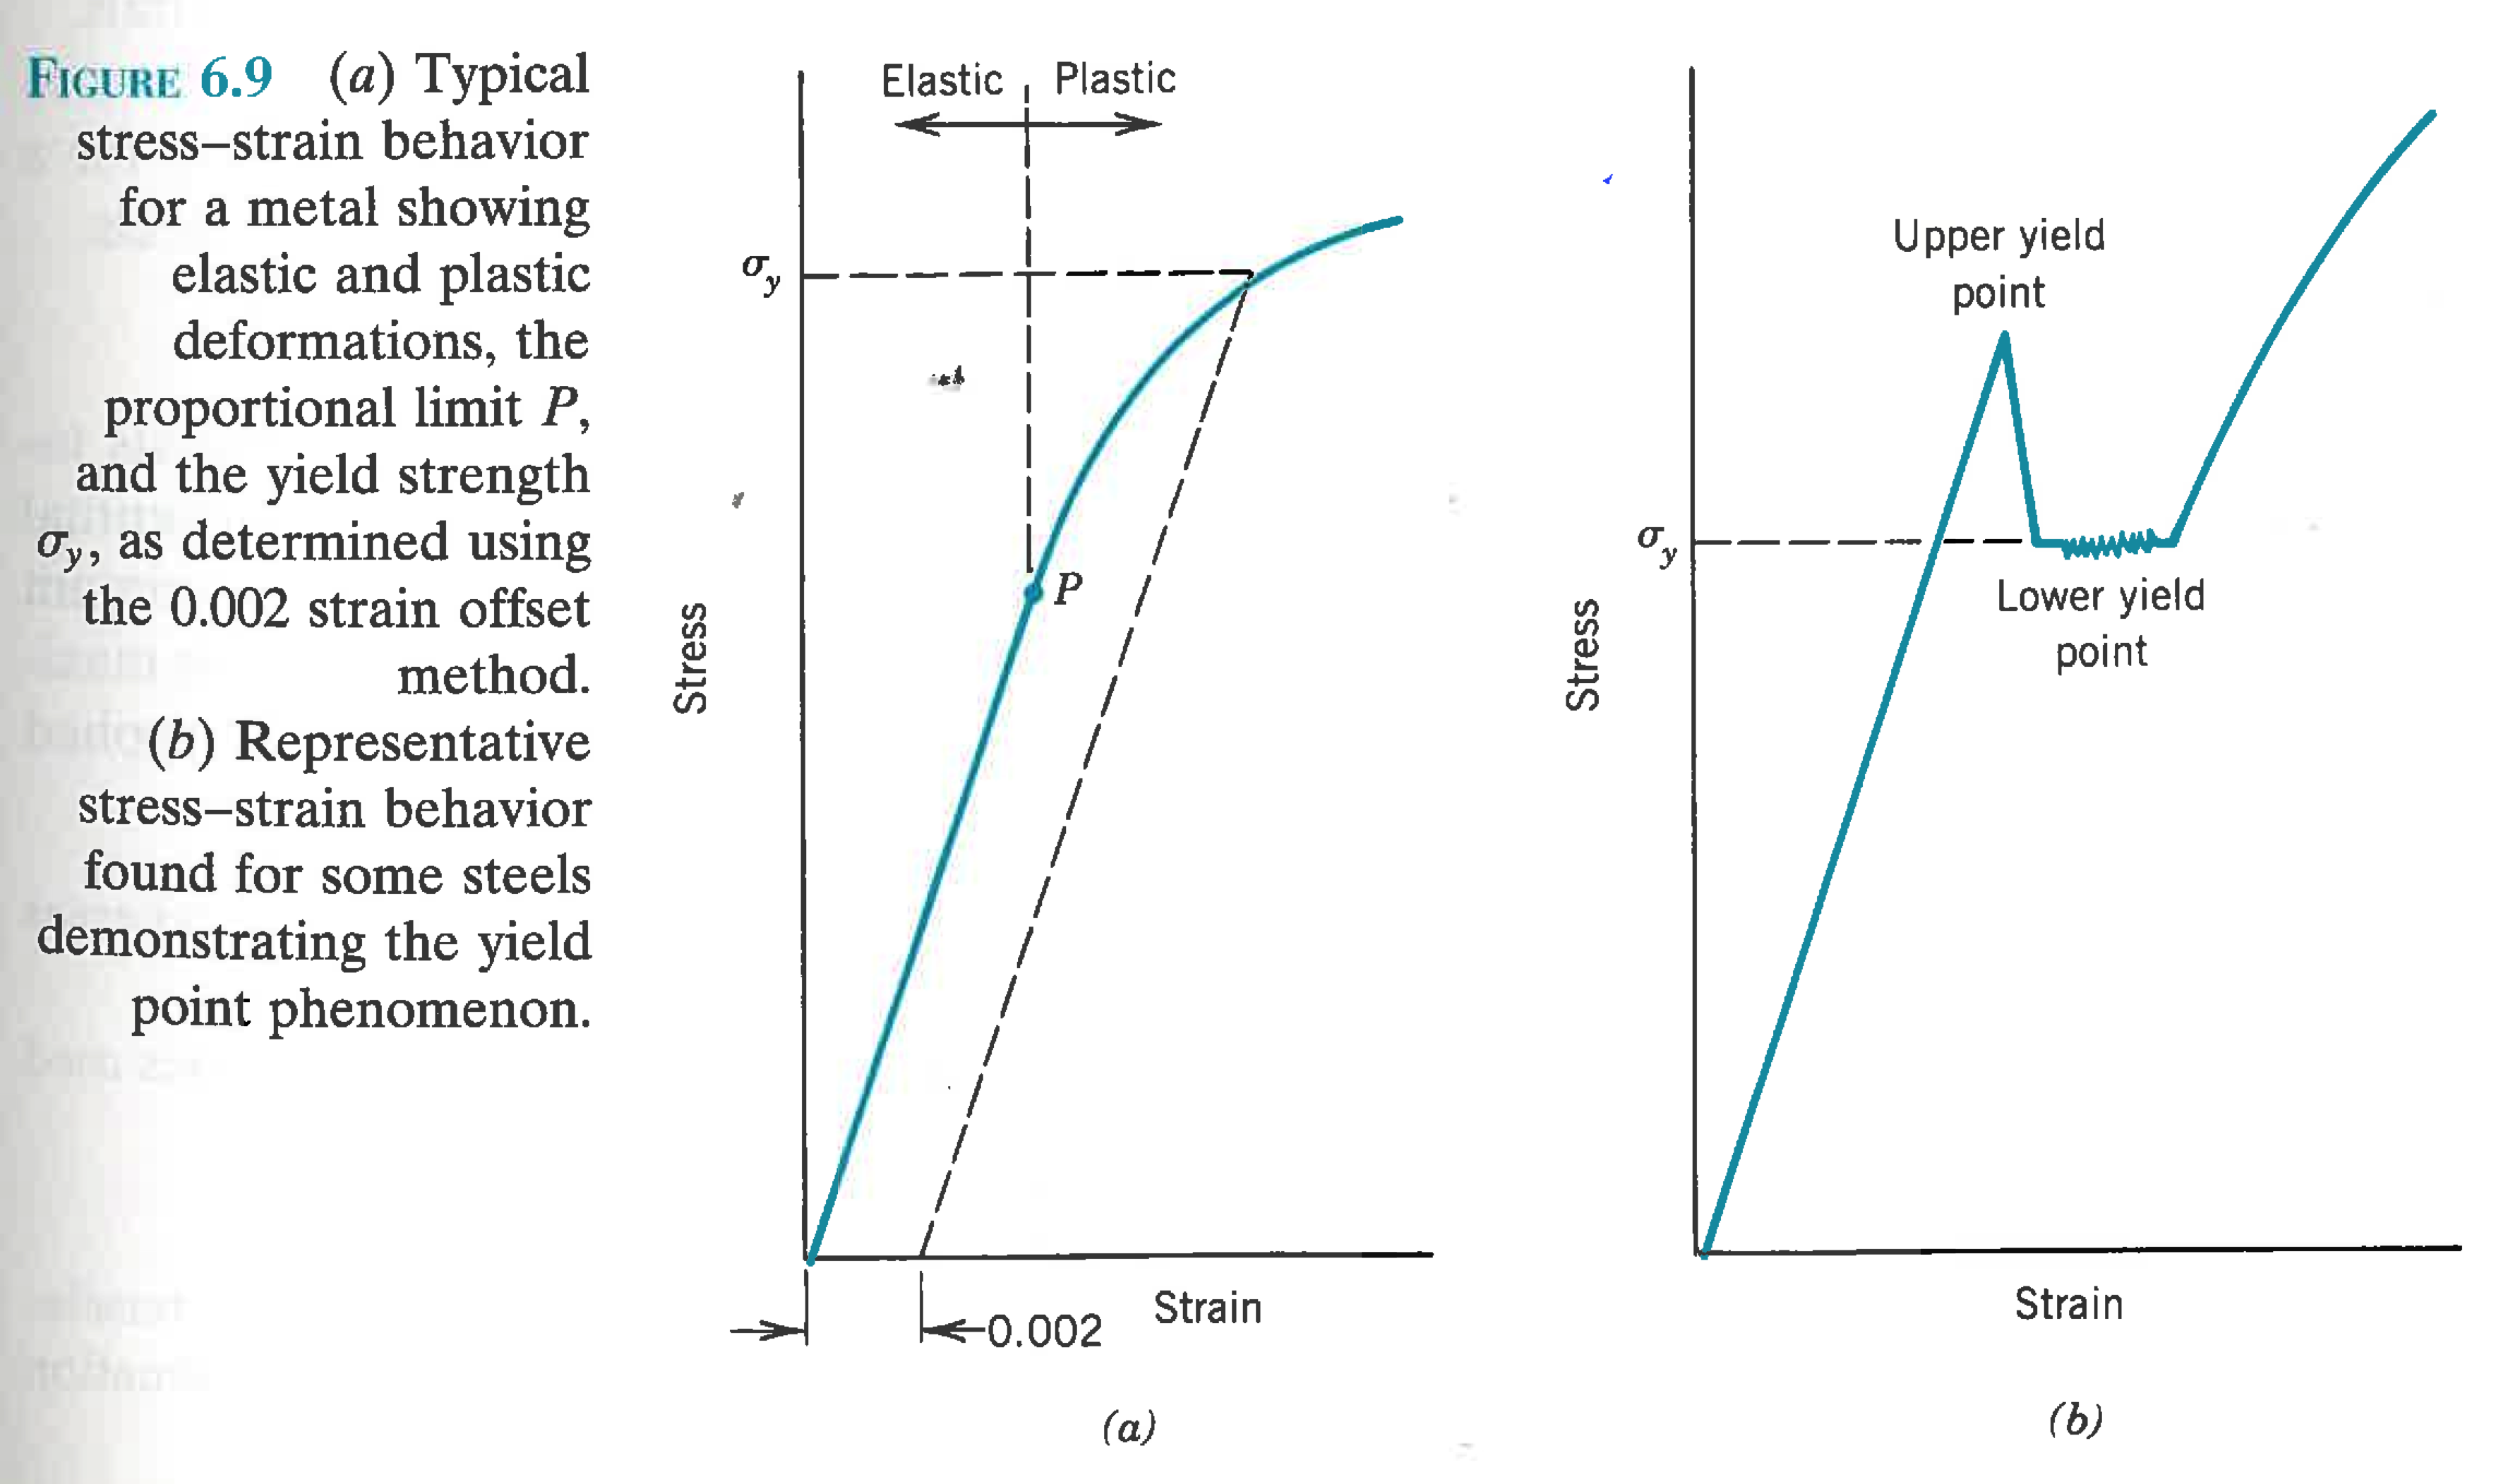 FIGURE 6.9 (a) Typical
stress–strain behavior
for a metal showing
elastic and plastic
deformations, the
proportional limit P,
and the yield strength
σy, as determined using
the 0.002 strain offset
method.
(b) Representative
stress–strain behavior
found for some steels
demonstrating the yield
point phenomenon.
Elastic Plastic
σy
P
Stress
Strain
0.002
(a)
Upper yield
point
σy
Lower yield
point
Stress
Strain
(b)